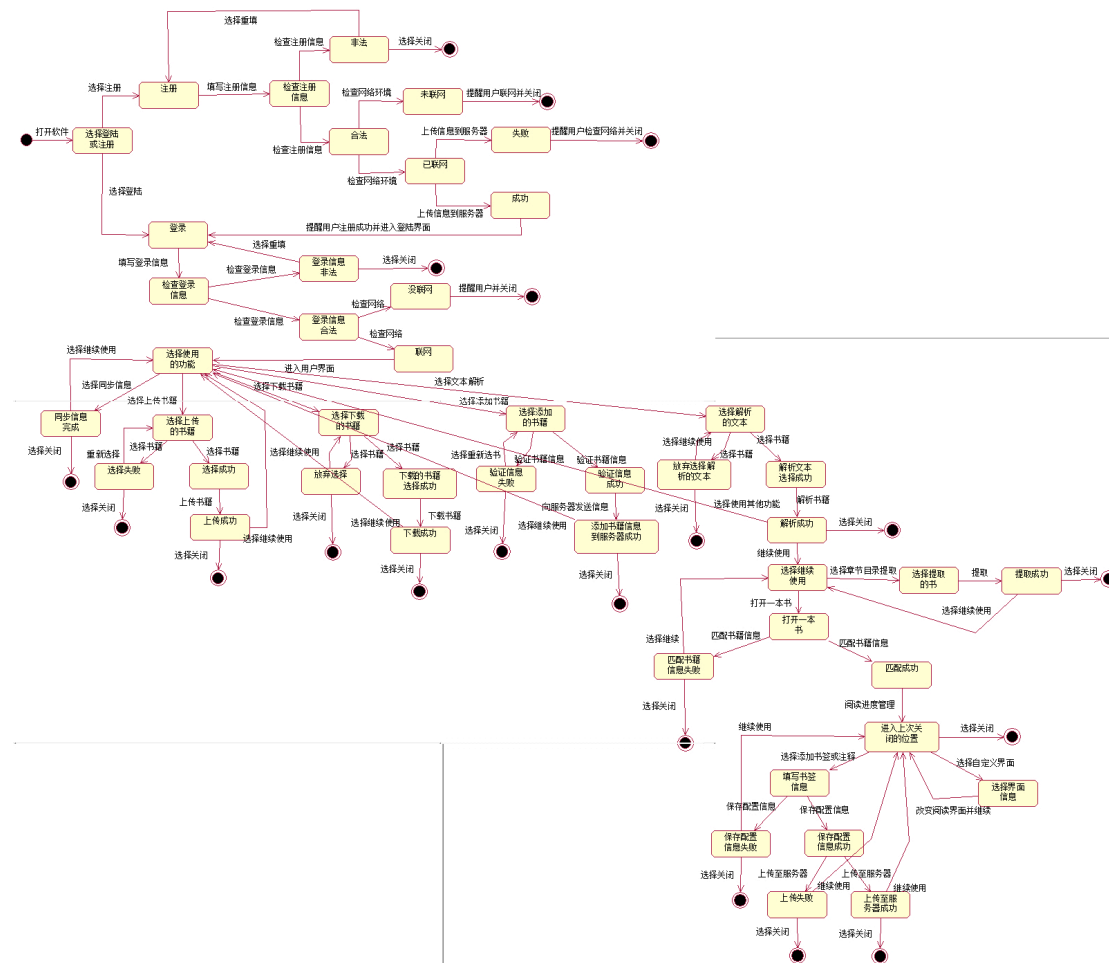 选择重填
检查注册信息
非法
选择关闭
选择注册
注册
填写注册信息
检查注册
信息
检查网络环境
未联网
提醒用户联网并关闭
打开软件
选择登陆
或注册
合法
检查注册信息
上传信息到服务器
失败
提醒用户检查网络并关闭
已联网
检查网络环境
选择登陆
成功
上传信息到服务器
登录
提醒用户注册成功并进入登陆界面
选择重填
填写登录信息
登录信息
非法
选择关闭
检查登录信息
检查登录
信息
没联网
提醒用户并关闭
检查网络
检查登录信息
登录信息
合法
检查网络
联网
选择继续使用
选择使用
的功能
进入用户界面
选择同步信息
选择下载书籍
选择文本解析
选择上传书籍
选择添加书籍
同步信息
完成
选择上传
的书籍
选择下载
的书籍
选择添加
的书籍
选择解析
的文本
选择关闭
重新选择
选择书籍
选择书籍
选择继续使用
选择书籍
选择书籍
选择重新选书
验证书籍信息
验证书籍信息
选择继续使用
选择书籍
选择书籍
选择失败
选择成功
放弃选择
下载的书籍
选择成功
验证信息
失败
验证信息
成功
放弃选择解
析的文本
解析文本
选择成功
选择关闭
上传书籍
选择关闭
下载书籍
选择关闭
向服务器发送信息
选择关闭
选择使用其他功能
解析书籍
上传成功
选择继续使用
选择继续使用
下载成功
选择继续使用
添加书籍信息
到服务器成功
解析成功
选择关闭
选择关闭
选择关闭
选择关闭
继续使用
选择继续
使用
选择章节目录提取
选择提取
的书
提取
提取成功
选择关闭
打开一本书
选择继续使用
打开一本
书
选择继续
匹配书籍信息
匹配书籍信息
匹配书籍
信息失败
匹配成功
选择关闭
阅读进度管理
继续使用
进入上次关
闭的位置
选择关闭
选择添加书签或注释
选择自定义界面
填写书签
信息
选择界面
信息
保存配置信息
保存配置信息
改变阅读界面并继续
保存配置
信息失败
保存配置
信息成功
选择关闭
上传至服务器
上传至服务器
继续使用
继续使用
上传失败
上传至服
务器成功
选择关闭
选择关闭